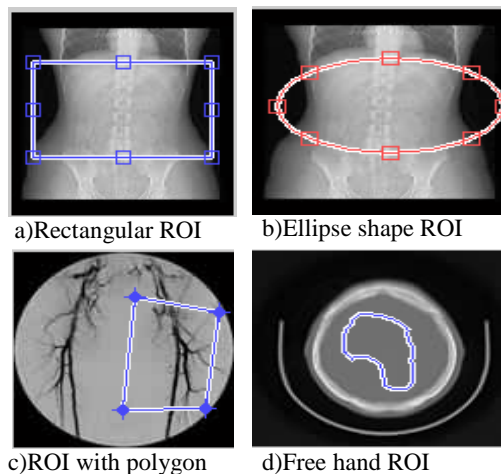 a)Rectangular ROI
b)Ellipse shape ROI
c)ROI with polygon
d)Free hand ROI